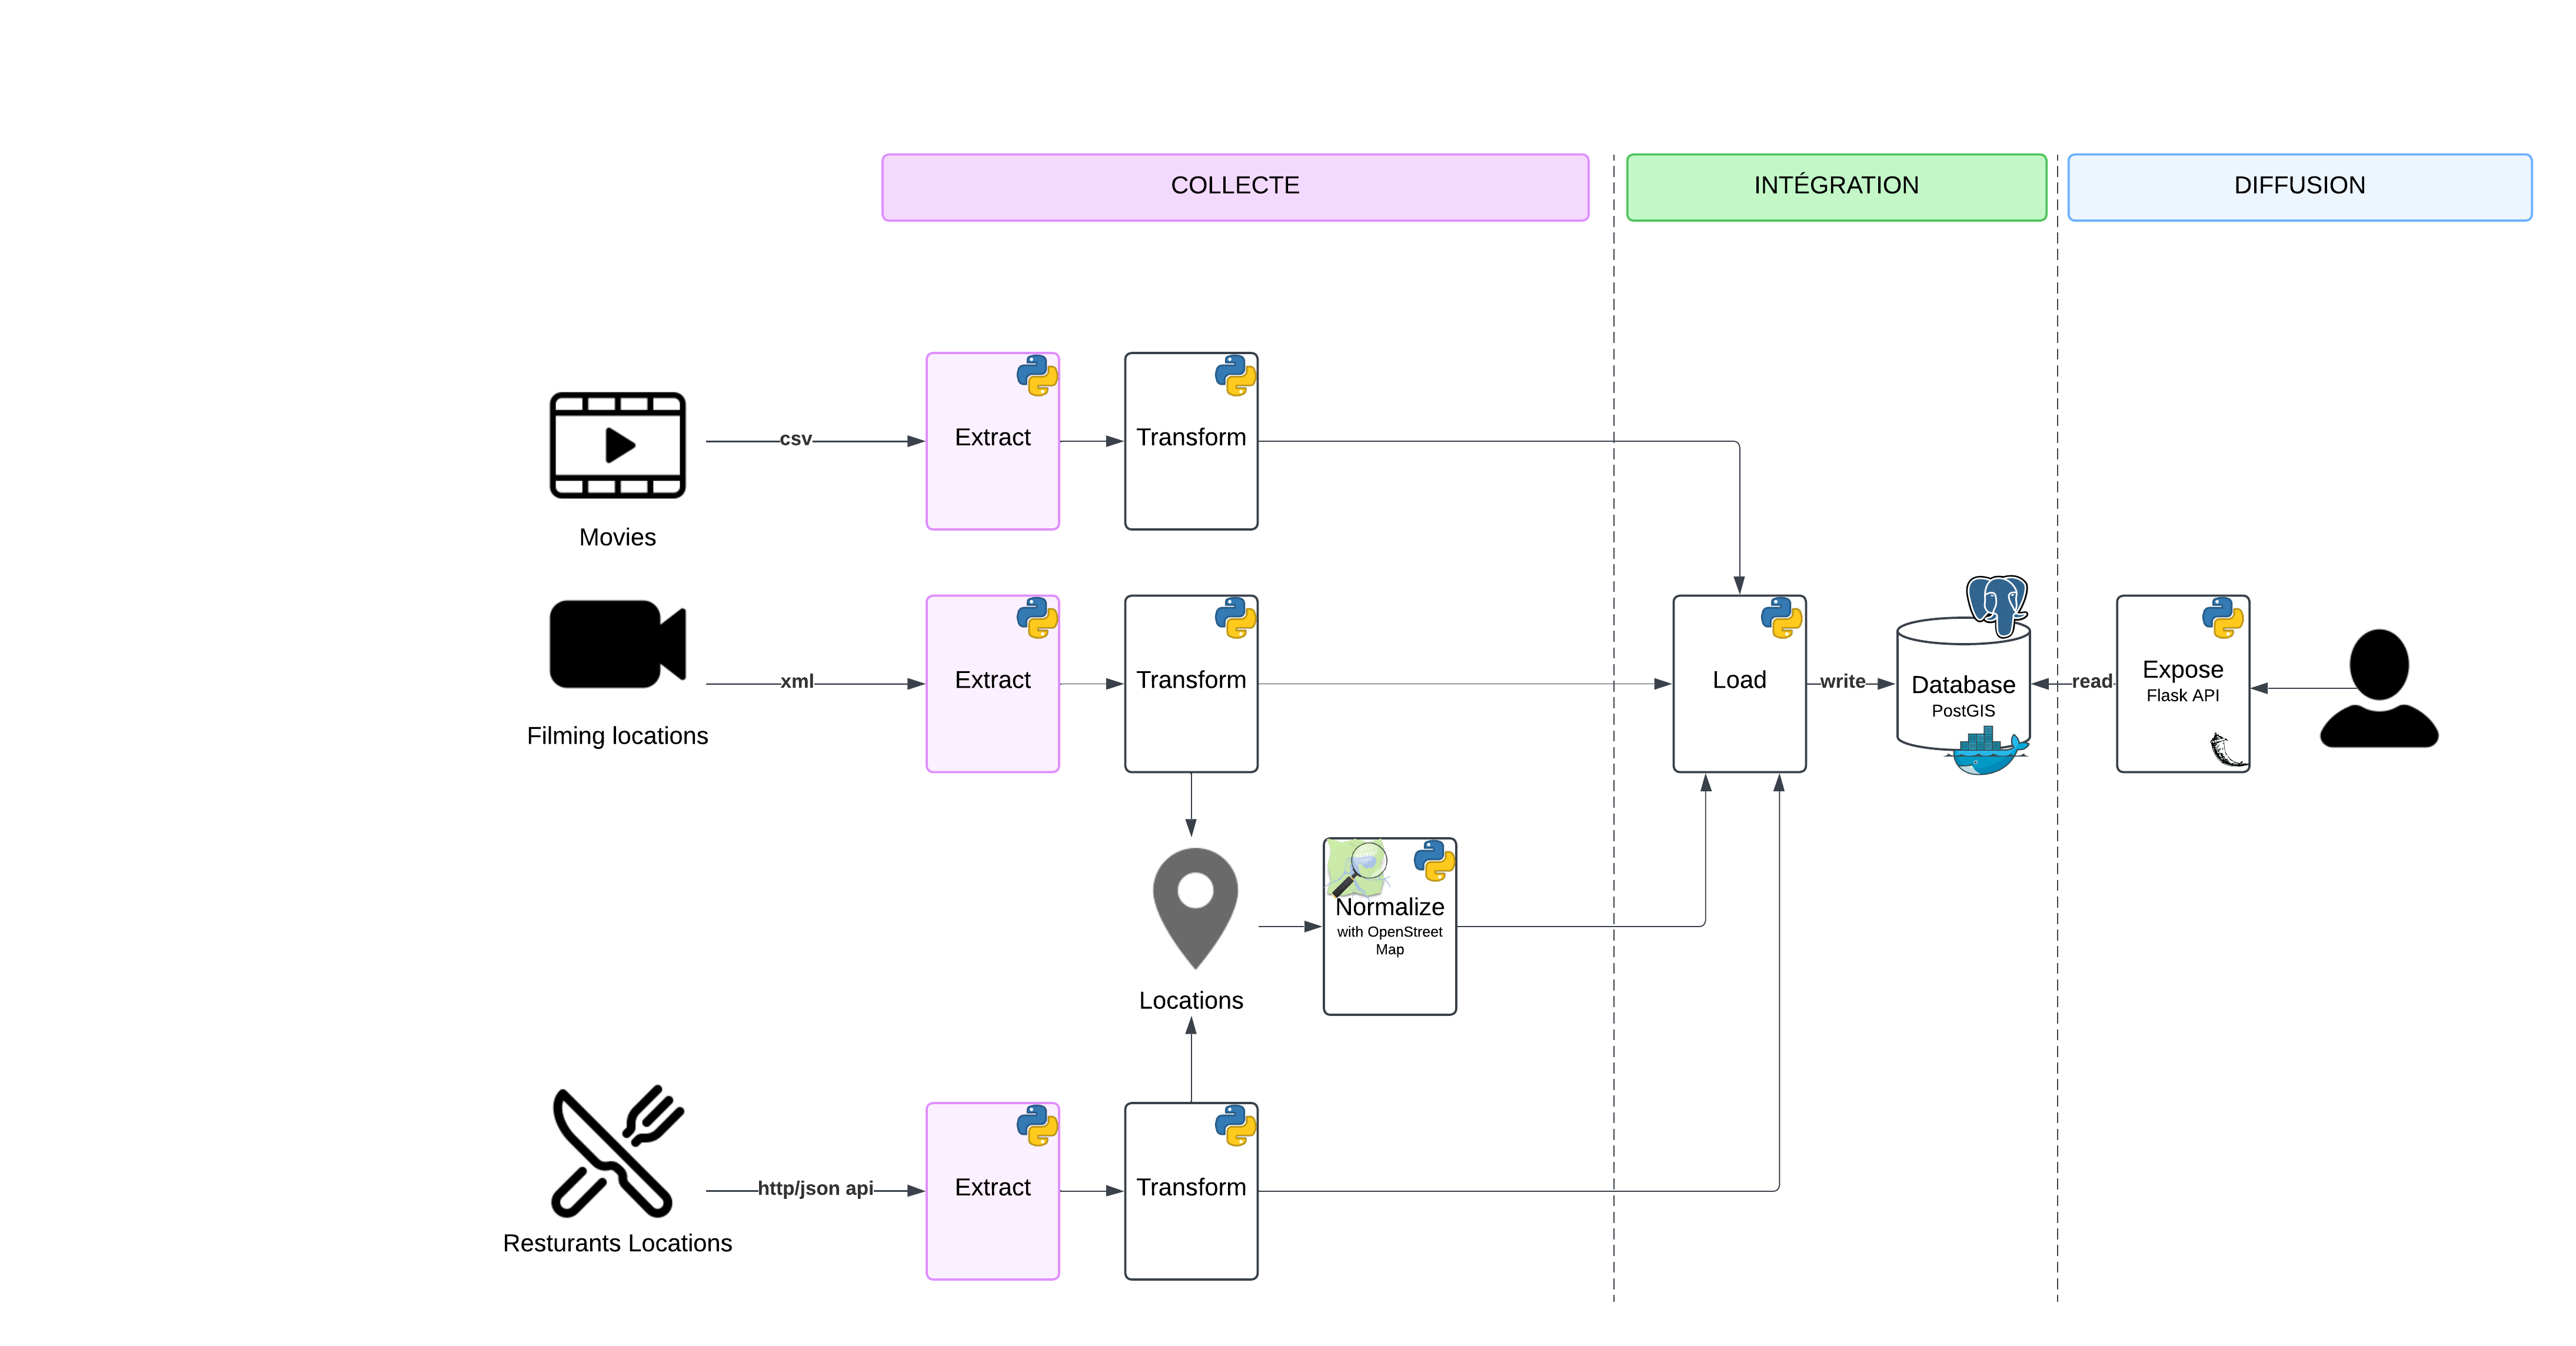 COLLECTE
INTÉGRATION
DIFFUSION
csv
Extract
Transform
Movies
xml
Extract
Transform
Load
write
Database
PostGIS
read
Expose
Flask API
Filming locations
Normalize
with OpenStreet
Map
Locations
http/json api
Extract
Transform
Resturants Locations